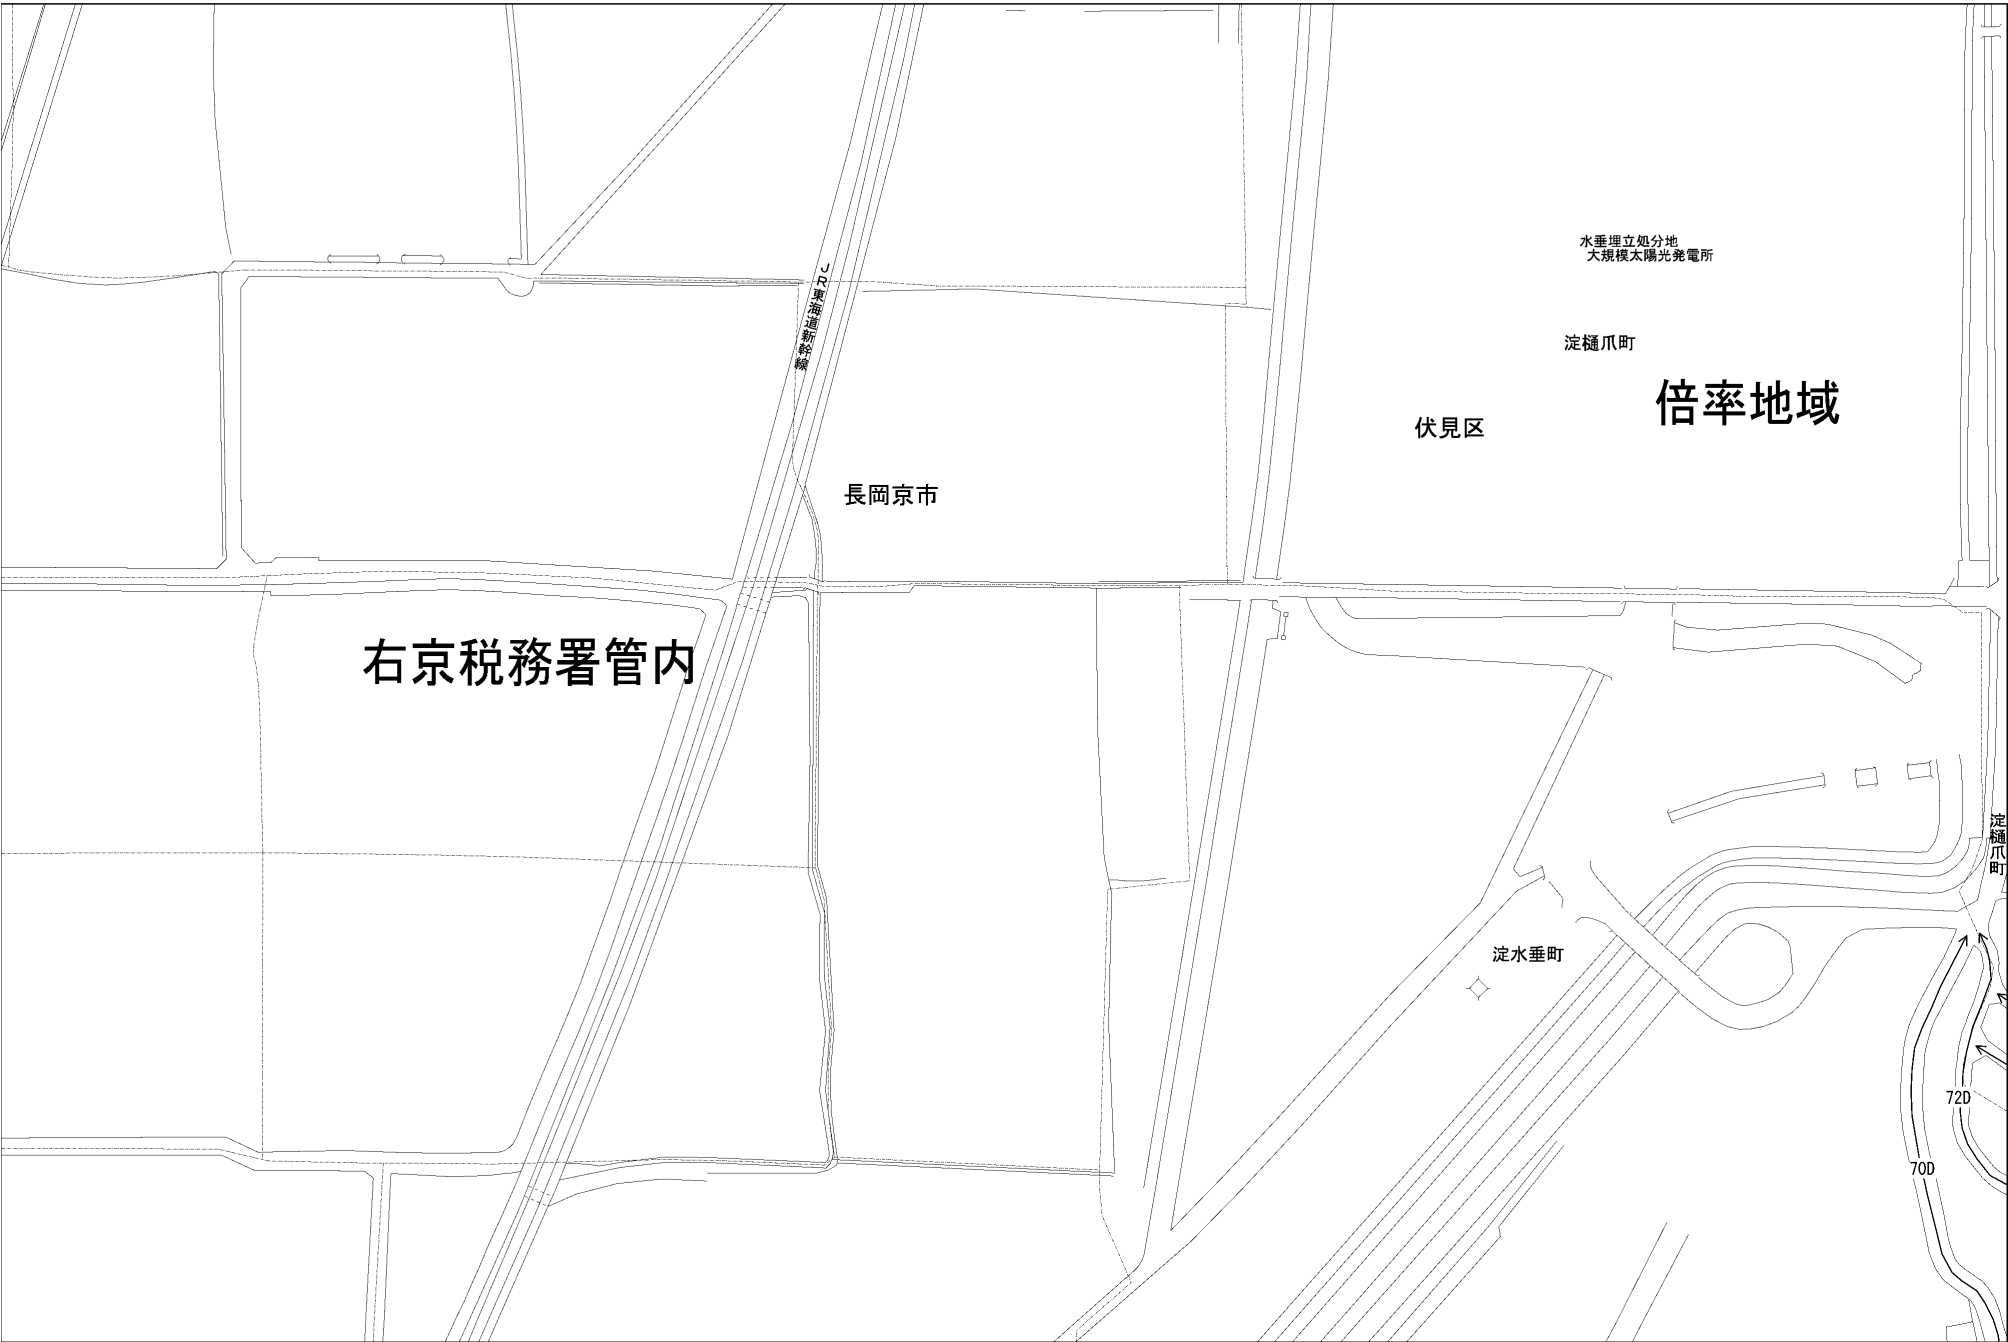 水垂埋立処分地
大規模太陽光発電所
JR東海道新幹線
淀樋爪町
倍率地域
伏見区
長岡京市
右京税務署管内
淀樋爪町
淀水垂町
72D
70D